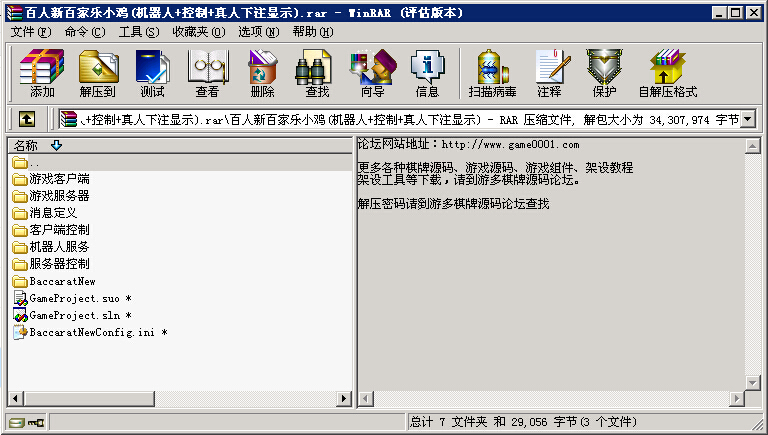 百人新百家乐小鸡(机器人+控制+真人下注显示).rar - WinRAR (评估版本)
文件(F) 命令(C) 工具(S) 收藏夹(O) 选项(N) 帮助(H)
添加 解压到 测试 查看 删除 查找 向导 信息 扫描病毒 注释 保护 自解压格式
.+控制+真人下注显示).rar\百人新百家乐小鸡(机器人+控制+真人下注显示) - RAR 压缩文件, 解包大小为 34,307,974 字节
名称
..
游戏客户端
游戏服务器
消息定义
客户端控制
机器人服务
服务器控制
BaccaratNew
GameProject.suo *
GameProject.sln *
BaccaratNewConfig.ini *
论坛网站地址：http://www.game0001.com
更多各种棋牌源码、游戏源码、游戏组件、架设教程
架设工具等下载，请到游多棋牌源码论坛。
解压密码请到游多棋牌源码论坛查找
总计 7 文件夹 和 29,056 字节(3 个文件)